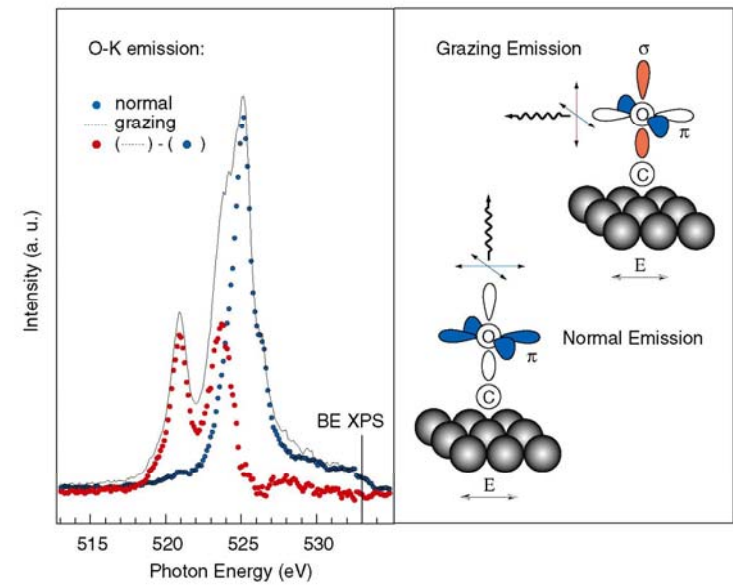 O-K emission:
normal
grazing
(······) - ( ● )
Intensity (a. u.)
BE XPS
515 520 525 530
Photon Energy (eV)
Grazing Emission
σ
O
π
C
E
O
Normal Emission
π
C
E